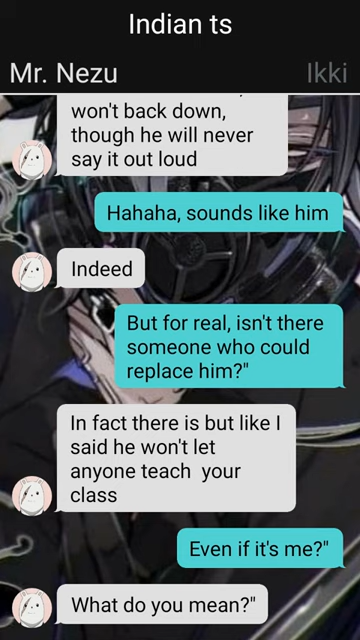 Indian ts
Mr. Nezu
Ikki
won't back down,
though he will never
say it out loud
Hahaha, sounds like him
Indeed
But for real, isn't there
someone who could
replace him?"
In fact there is but like I
said he won't let
anyone teach  your
class
Even if it's me?"
What do you mean?"